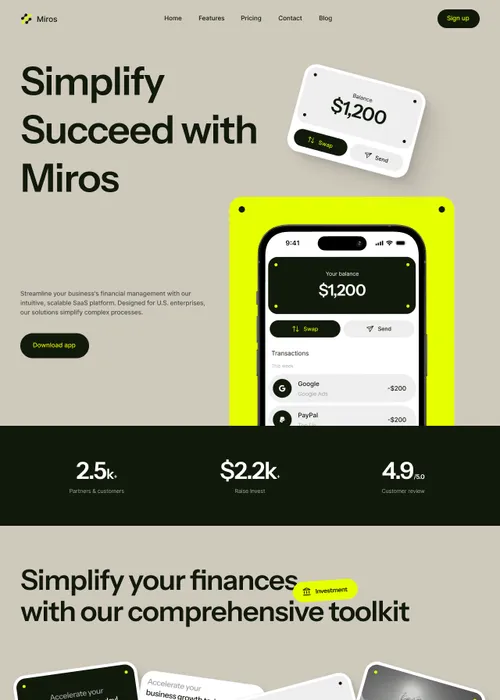 Miros
Home
Features
Pricing
Contact
Blog
Sign up
Simplify
Succeed with
Miros
Balance
$1,200
Swap
Send
9:41
Your balance
$1,200
Swap
Send
Transactions
This week
Google
Google Ads
-$200
PayPal
-$200
Streamline your business's financial management with our
intuitive, scalable SaaS platform. Designed for U.S. enterprises,
our solutions simplify complex processes.
Download app
2.5k+
Partners & customers
$2.2k+
Raise Invest
4.9/5.0
Customer review
Simplify your finances
with our comprehensive toolkit
Investment
Accelerate your
Accelerate your
business growth